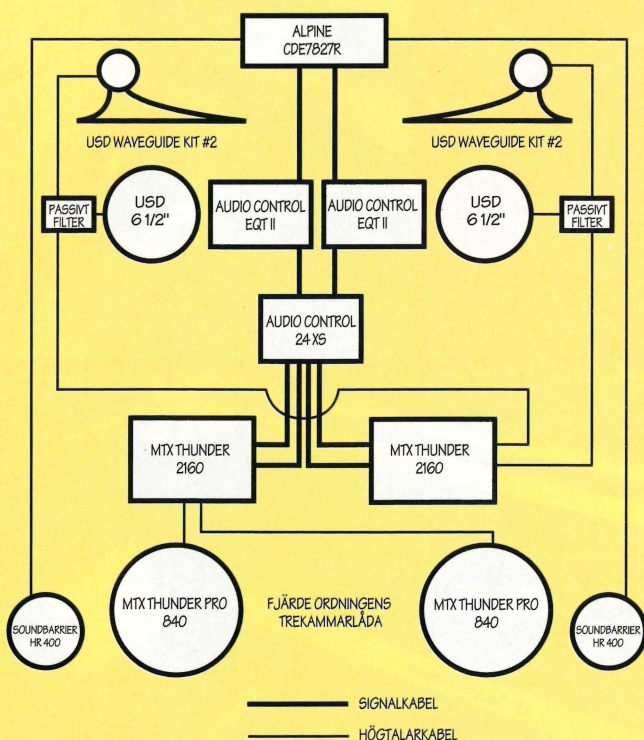 ALPINE
CDE7827R
USD WAVEGUIDE KIT #2
USD WAVEGUIDE KIT #2
PASSIVT
FILTER
USD
6 1/2"
AUDIO CONTROL
EQT II
AUDIO CONTROL
EQT II
USD
6 1/2"
PASSIVT
FILTER
AUDIO CONTROL
24 XS
MTX THUNDER
2160
MTX THUNDER
2160
SOUNDBARRIER
HR 400
MTX THUNDER PRO
840
FJÄRDE ORDNINGENS
TREKAMMARLÅDA
MTX THUNDER PRO
840
SOUNDBARRIER
HR 400
SIGNALKABEL
HÖGTALARKABEL